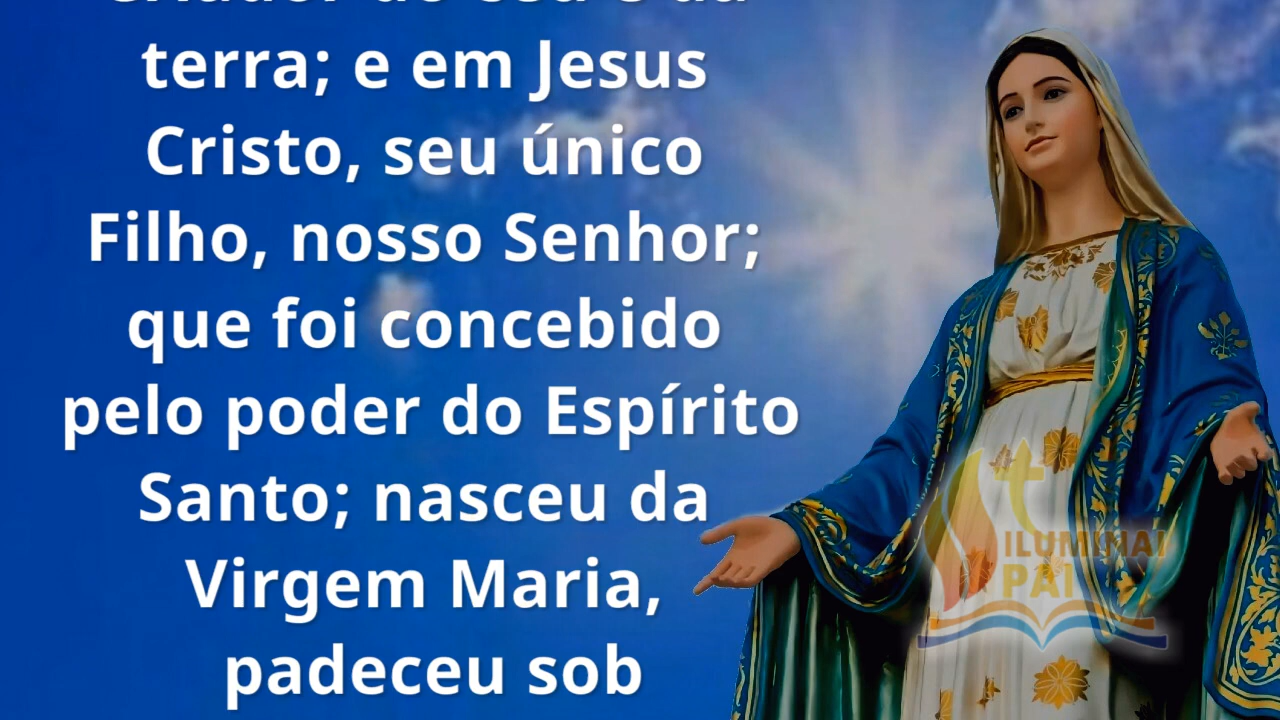 terra; e em Jesus
Cristo, seu único
Filho, nosso Senhor;
que foi concebido
pelo poder do Espírito
Santo; nasceu da
Virgem Maria,
padeceu sob
ILUMINAI
PAI